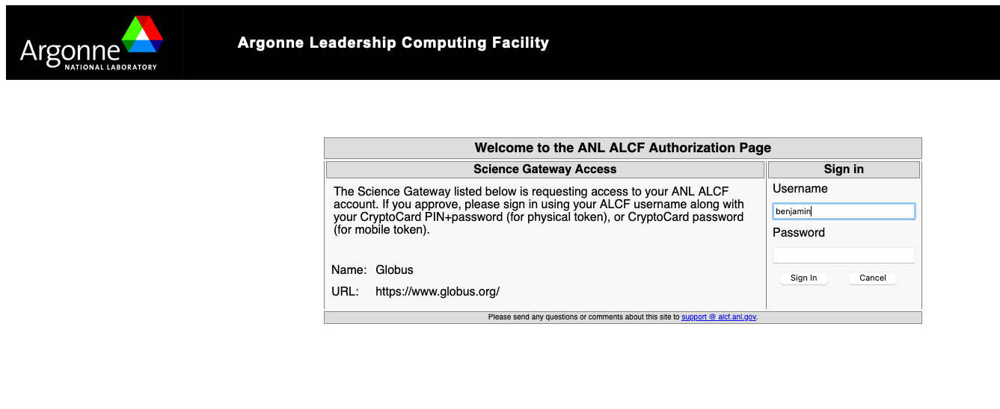 Argonne
NATIONAL LABORATORY
Argonne Leadership Computing Facility
Welcome to the ANL ALCF Authorization Page
Science Gateway Access
The Science Gateway listed below is requesting access to your ANL ALCF
account. If you approve, please sign in using your ALCF username along with
your CryptoCard PIN+password (for physical token), or CryptoCard password
(for mobile token).
Name: Globus
URL: https://www.globus.org/
Sign in
Username
benjamin
Password
Sign In Cancel
Please send any questions or comments about this site to support @ alcf.anl.gov.